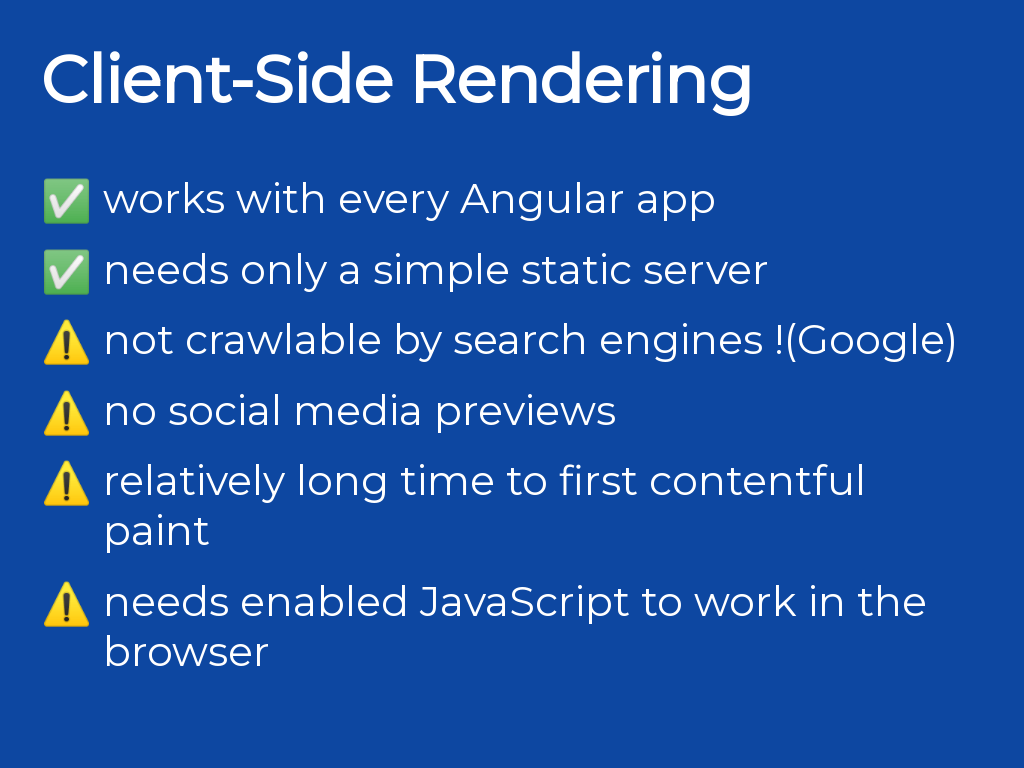 Client-Side Rendering
✅ works with every Angular app
✅ needs only a simple static server
⚠️ not crawlable by search engines !(Google)
⚠️ no social media previews
⚠️ relatively long time to first contentful
paint
⚠️ needs enabled JavaScript to work in the
browser